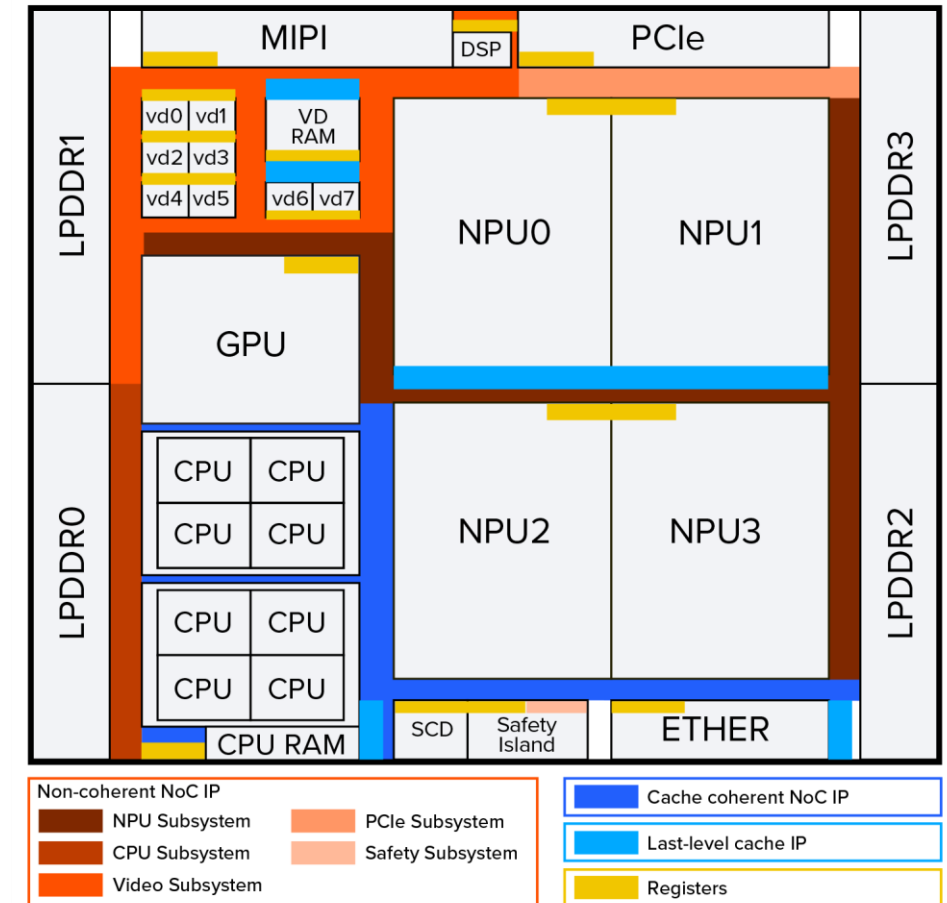 MIPI
DSP
PCIe
LPDDR1
vd0 vd1
vd2 vd3
vd4 vd5
VD
RAM
vd6 vd7
NPU0
NPU1
LPDDR3
GPU
LPDDR0
CPU CPU
CPU CPU
CPU CPU
CPU CPU
CPU RAM
NPU2
NPU3
LPDDR2
SCD
Safety
Island
ETHER
Non-coherent NoC IP
NPU Subsystem
CPU Subsystem
Video Subsystem
PCIe Subsystem
Safety Subsystem
Cache coherent NoC IP
Last-level cache IP
Registers